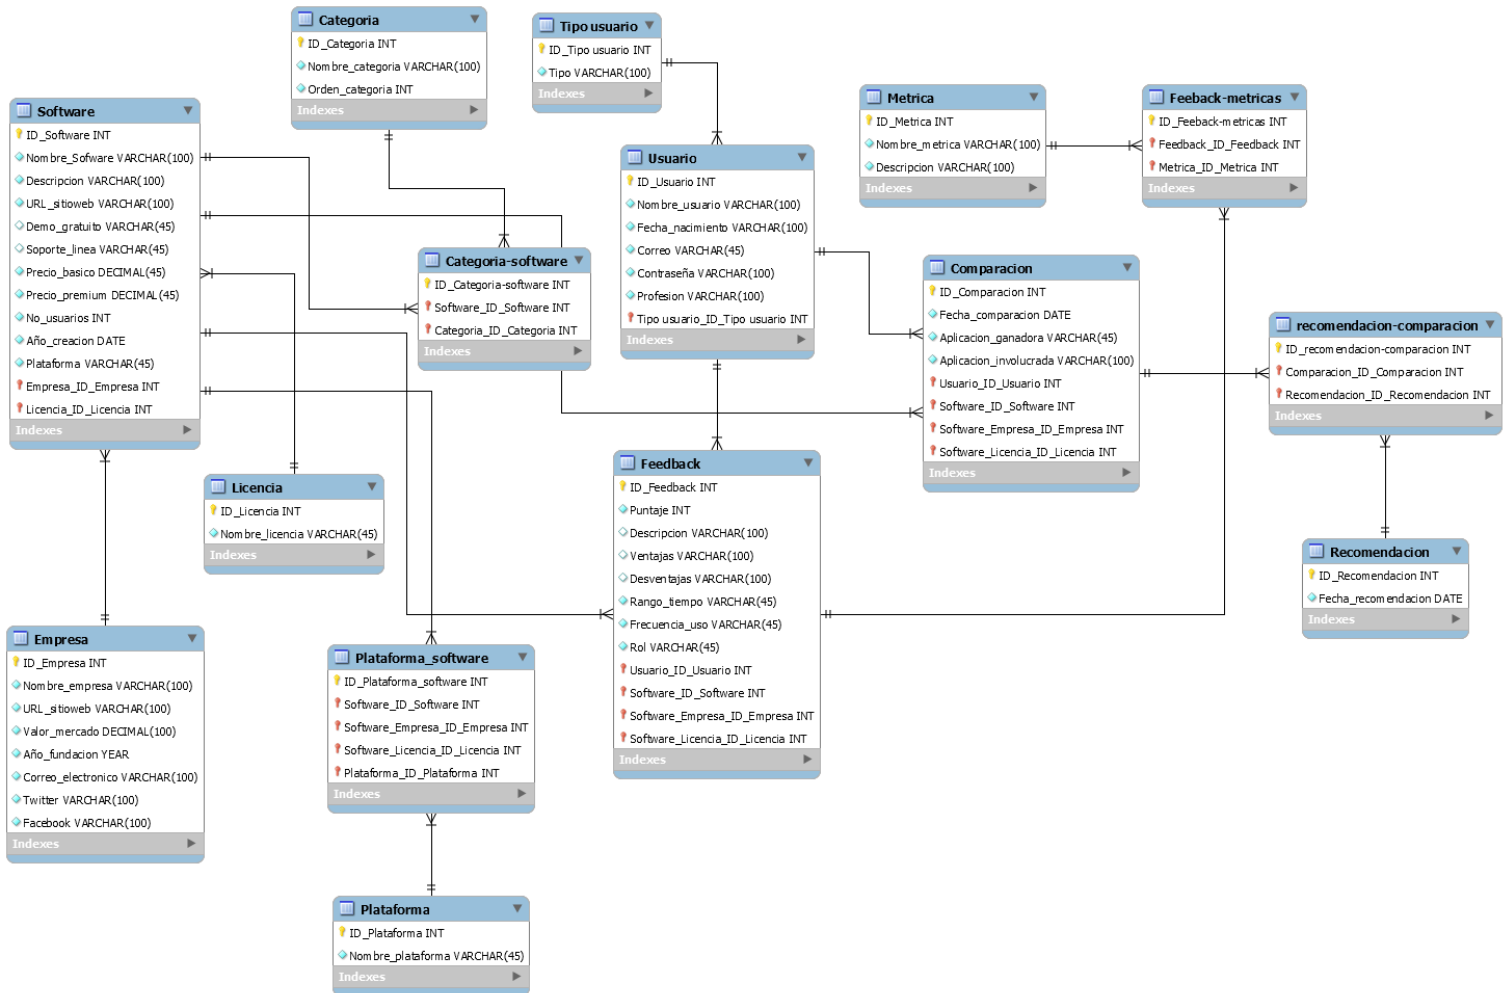 Categoria
ID_Categoria INT
Nombre_categoria VARCHAR(100)
Orden_categoria INT
Indexes
Tipo usuario
ID_Tipo usuario INT
Tipo VARCHAR(100)
Indexes
Software
ID_Software INT
Nombre_Sofware VARCHAR(100)
Descripcion VARCHAR(100)
URL_sitioweb VARCHAR(100)
Demo_gratuito VARCHAR(45)
Soporte_linea VARCHAR(45)
Precio_basico DECIMAL(45)
Precio_premium DECIMAL(45)
No_usuarios INT
Año_creacion DATE
Plataforma VARCHAR(45)
Empresa_ID_Empresa INT
Licencia_ID_Licencia INT
Indexes
Metrica
ID_Metrica INT
Nombre_metrica VARCHAR(100)
Descripcion VARCHAR(100)
Indexes
Feeback-metricas
ID_Feeback-metricas INT
Feedback_ID_Feedback INT
Metrica_ID_Metrica INT
Indexes
Usuario
ID_Usuario INT
Nombre_usuario VARCHAR(100)
Fecha_nacimiento VARCHAR(100)
Correo VARCHAR(45)
Contraseña VARCHAR(100)
Profesion VARCHAR(100)
Tipo usuario_ID_Tipo usuario INT
Indexes
Categoria-software
ID_Categoria-software INT
Software_ID_Software INT
Categoria_ID_Categoria INT
Indexes
Comparacion
ID_Comparacion INT
Fecha_comparacion DATE
Aplicacion_ganadora VARCHAR(45)
Aplicacion_involucrada VARCHAR(100)
Usuario_ID_Usuario INT
Software_ID_Software INT
Software_Empresa_ID_Empresa INT
Software_Licencia_ID_Licencia INT
Indexes
recomendacion-comparacion
ID_recomendacion-comparacion INT
Comparacion_ID_Comparacion INT
Recomendacion_ID_Recomendacion INT
Indexes
Licencia
ID_Licencia INT
Nombre_licencia VARCHAR(45)
Indexes
Feedback
ID_Feedback INT
Puntaje INT
Descripcion VARCHAR(100)
Ventajas VARCHAR(100)
Desventajas VARCHAR(100)
Rango_tiempo VARCHAR(45)
Frecuencia_uso VARCHAR(45)
Rol VARCHAR(45)
Usuario_ID_Usuario INT
Software_ID_Software INT
Software_Empresa_ID_Empresa INT
Software_Licencia_ID_Licencia INT
Indexes
Recomendacion
ID_Recomendacion INT
Fecha_recomendacion DATE
Indexes
Empresa
ID_Empresa INT
Nombre_empresa VARCHAR(100)
URL_sitioweb VARCHAR(100)
Valor_mercado DECIMAL(100)
Año_fundacion YEAR
Correo_electronico VARCHAR(100)
Twitter VARCHAR(100)
Facebook VARCHAR(100)
Indexes
Plataforma_software
ID_Plataforma_software INT
Software_ID_Software INT
Software_Empresa_ID_Empresa INT
Software_Licencia_ID_Licencia INT
Plataforma_ID_Plataforma INT
Indexes
Plataforma
ID_Plataforma INT
Nombre_plataforma VARCHAR(45)
Indexes